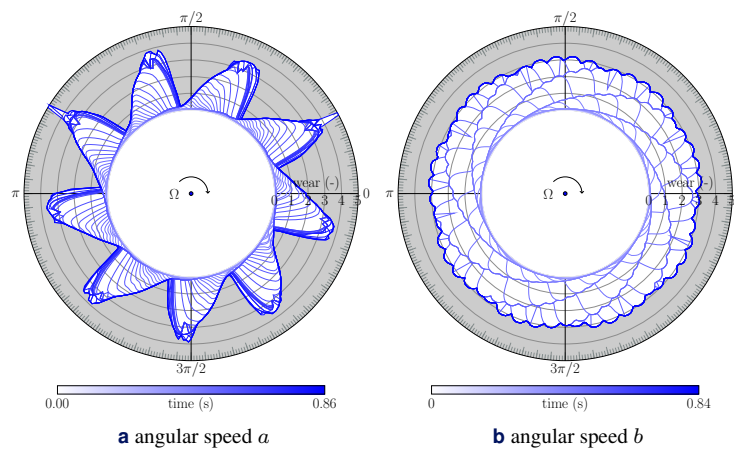 π/2 π/2
π Ω wear (-) 0 π Ω wear (-)
0 1 2 3 4 5 0 1 2 3 4 5
3π/2 3π/2
0.00 time (s) 0.86 0 time (s) 0.84
a angular speed a b angular speed b